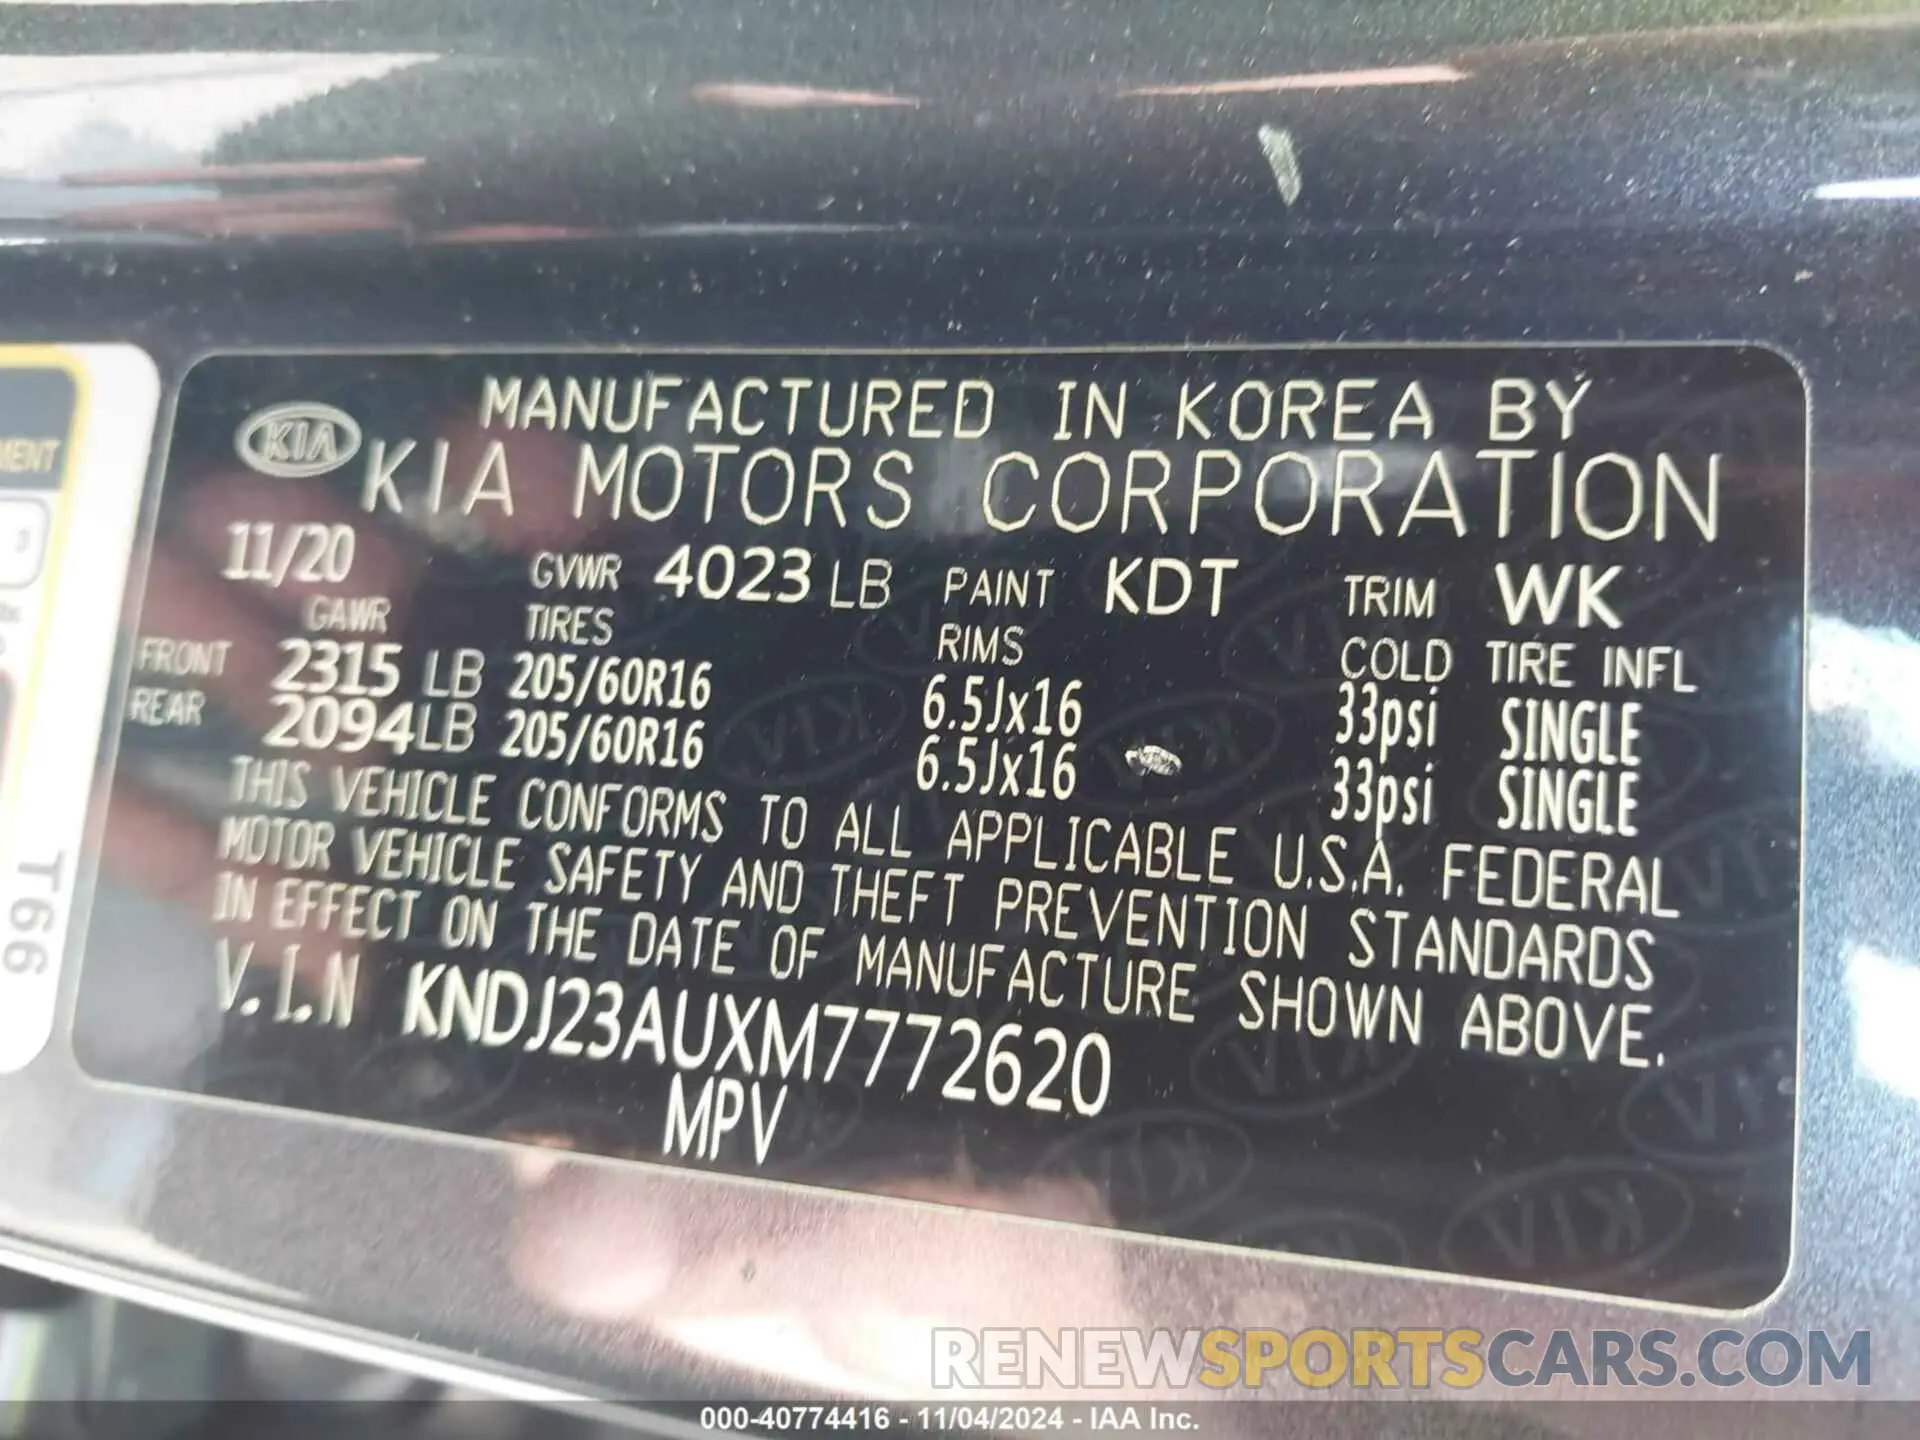 MANUFACTURED IN KOREA BY
KIA KIA MOTORS CORPORATION
11/20 GVWR 4023 LB PAINT KDT TRIM WK
GAWR TIRES RIMS COLD TIRE INFL
FRONT 2315 LB 205/60R16 6.5Jx16 33psi SINGLE
REAR 2094LB 205/60R16 6.5Jx16 33psi SINGLE
THIS VEHICLE CONFORMS TO ALL APPLICABLE U.S.A. FEDERAL
MOTOR VEHICLE SAFETY AND THEFT PREVENTION STANDARDS
IN EFFECT ON THE DATE OF MANUFACTURE SHOWN ABOVE.
V.I.N KNDJ23AUXM7772620
MPV
T66
RENEWSPORTSCARS.COM
000-40774416 - 11/04/2024 - IAA Inc.